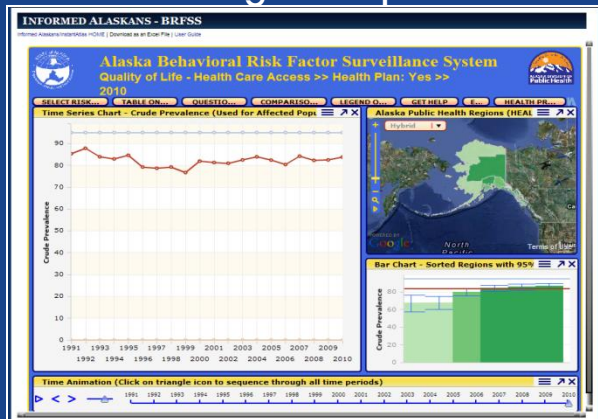 INFORMED ALASKANS - BRFSS
Informed Alaskans/InstantAtlas HOME | Download as an Excel File | User Guide
Alaska Behavioral Risk Factor Surveillance System
Quality of Life - Health Care Access >> Health Plan: Yes >>
2010
SELECT RISK... TABLE ON... QUESTIO... COMPARISO... LEGEND O... GET HELP E... HEALTH PR...
Time Series Chart - Crude Prevalence (Used for Affected Popu
Crude Prevalence
90
80
70
60
50
40
30
20
10
0
1991 1993 1995 1997 1999 2001 2003 2005 2007 2009
1992 1994 1996 1998 2000 2002 2004 2006 2008 2010
Alaska Public Health Regions (HEAL
Hybrid
Ca
POWERED BY
Google
North
Pacific
Terms of Use
Bar Chart - Sorted Regions with 95%
Crude Prevalence
80
60
40
20
0
Time Animation (Click on triangle icon to sequence through all time periods)
1991 1992 1993 1994 1995 1996 1997 1998 1999 2000 2001 2002 2003 2004 2005 2006 2007 2008 2009 2010